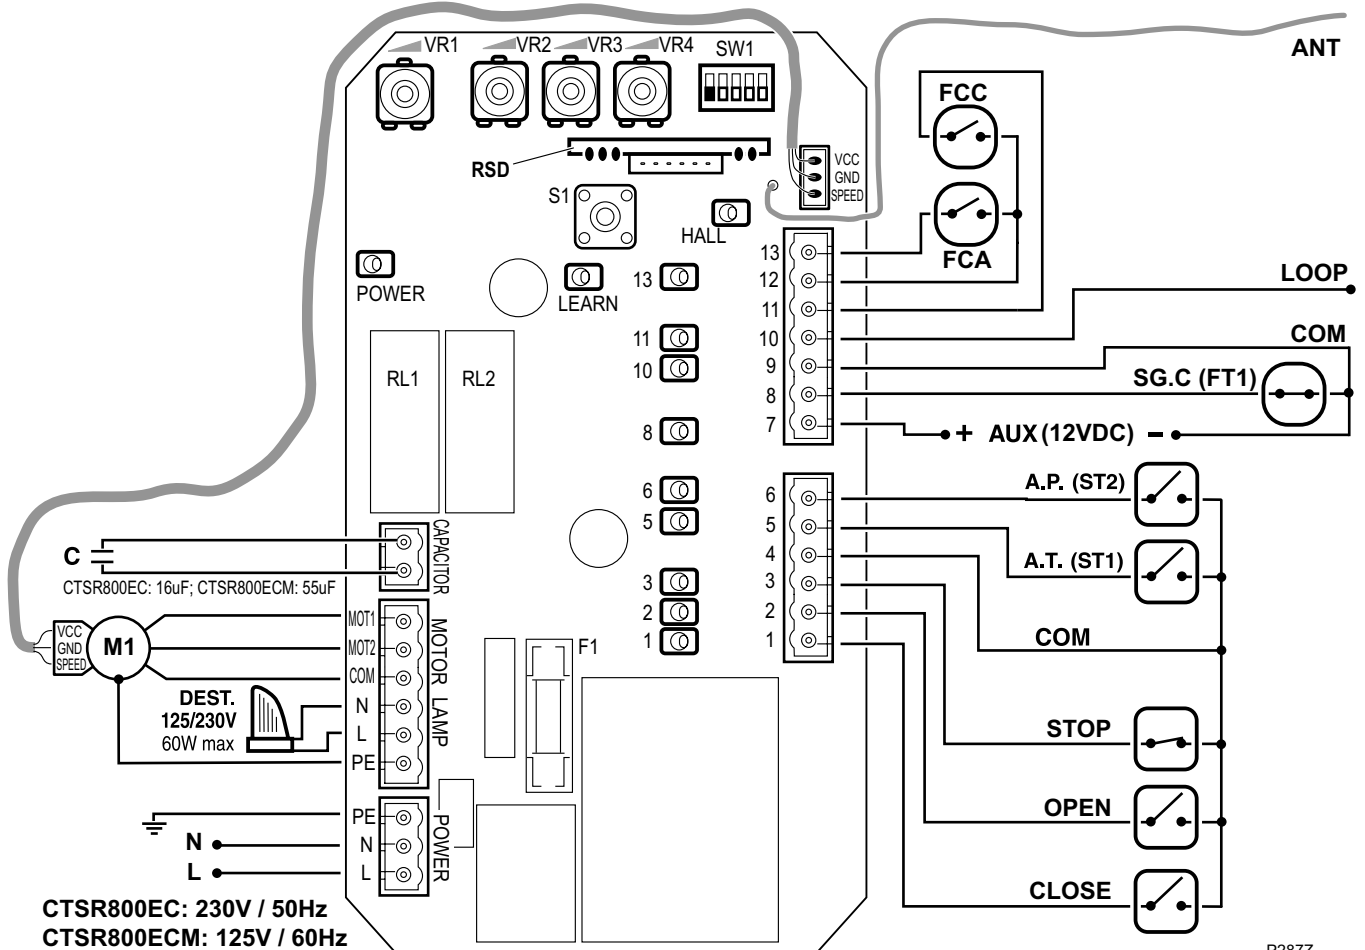 VR1 VR2 VR3 VR4 SW1
ANT
FCC
RSD
VCC
GND
SPEED
S1
HALL
FCA
POWER
LEARN
13
11
10
8
6
5
3
2
1
13
12
11
10
9
8
7
6
5
4
3
2
1
LOOP
COM
SG.C (FT1)
+ AUX (12VDC) –
A.P. (ST2)
A.T. (ST1)
COM
STOP
OPEN
CLOSE
RL1 RL2
CAPACITOR
C
CTSR800EC: 16uF; CTSR800ECM: 55uF
VCC
GND
SPEED
M1
MOT1
MOT2
COM
N
L
PE
MOTOR LAMP
F1
DEST.
125/230V
60W max
PE
N
L
POWER
N
L
CTSR800EC: 230V / 50Hz
CTSR800ECM: 125V / 60Hz